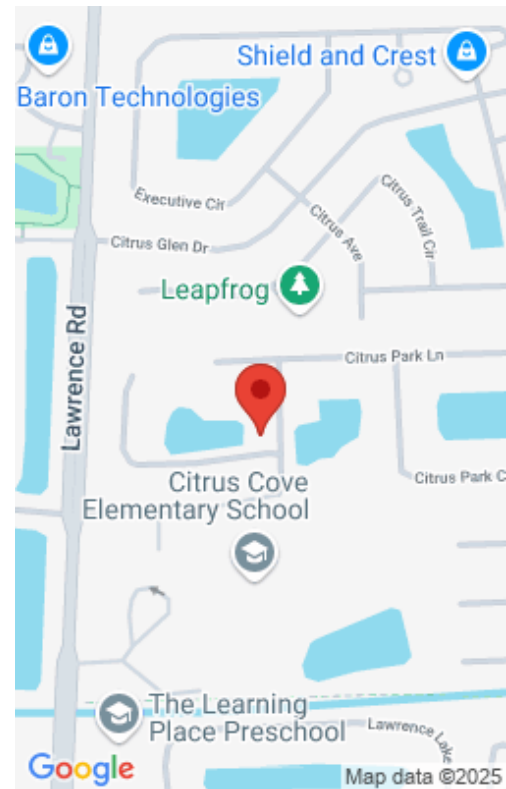 Shield and Crest
Baron Technologies
Executive Cir
Citrus Trail Cir
Citrus Ave
Citrus Glen Dr
Leapfrog
Lawrence Rd
Citrus Park Ln
Citrus Cove
Elementary School
Citrus Park C
The Learning
Place Preschool
Lawrence Lake
Google
Map data ©2025